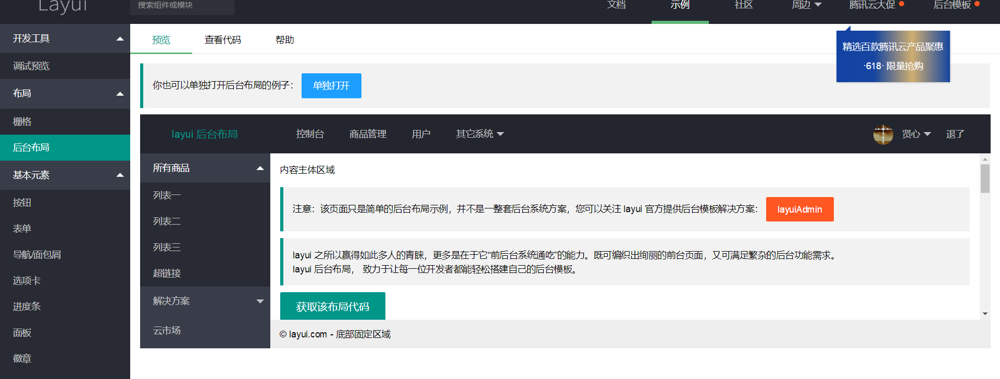 Layui
搜索组件或模块
文档
示例
社区
周边
腾讯云大促
后台模板
开发工具
调试预览
布局
栅格
后台布局
基本元素
按钮
表单
导航/面包屑
选项卡
进度条
面板
徽章
预览
查看代码
帮助
精选百款腾讯云产品聚惠
·618· 限量抢购
你也可以单独打开后台布局的例子：
单独打开
layui 后台布局
控制台
商品管理
用户
其它系统
贤心
退了
所有商品
列表一
列表二
列表三
超链接
解决方案
云市场
内容主体区域
注意：该页面只是简单的后台布局示例，并不是一整套后台系统方案，您可以关注 layui 官方提供后台模板解决方案：
layuiAdmin
layui 之所以赢得如此多人的青睐，更多是在于它“前后台系统通吃”的能力。既可编织出绚丽的前台页面，又可满足繁杂的后台功能需求。
layui 后台布局， 致力于让每一位开发者都能轻松搭建自己的后台模板。
获取该布局代码
© layui.com - 底部固定区域